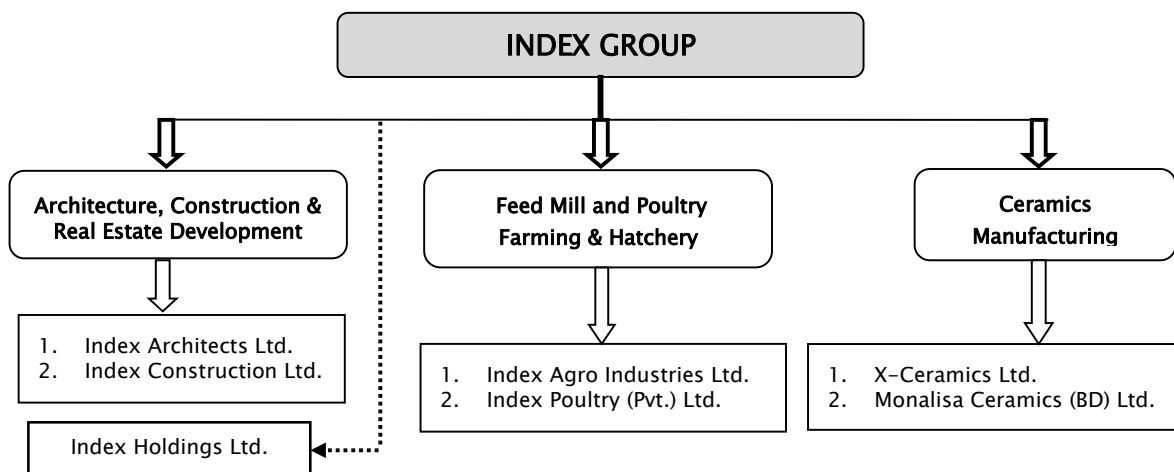 INDEX GROUP
Architecture, Construction &
Real Estate Development
Feed Mill and Poultry
Farming & Hatchery
Ceramics
Manufacturing
1. Index Architects Ltd.
2. Index Construction Ltd.
1. Index Agro Industries Ltd.
2. Index Poultry (Pvt.) Ltd.
1. X-Ceramics Ltd.
2. Monalisa Ceramics (BD) Ltd.
Index Holdings Ltd.